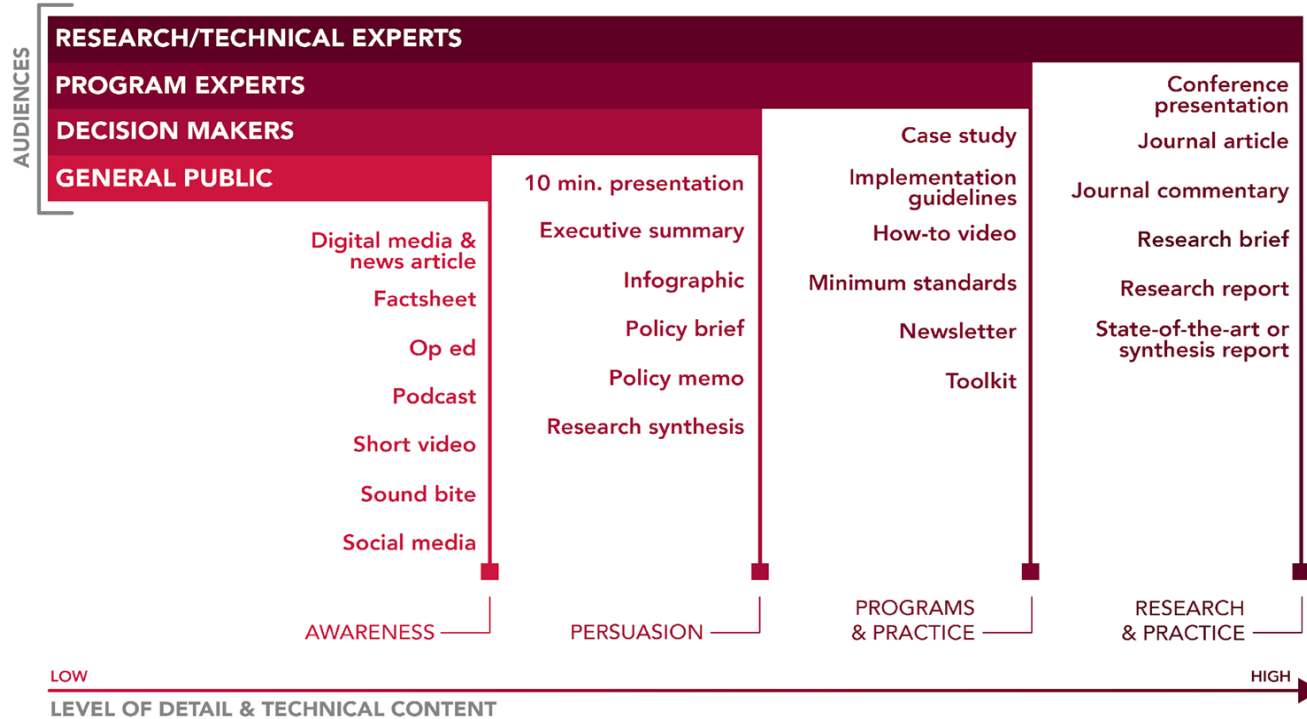 AUDIENCES
RESEARCH/TECHNICAL EXPERTS
PROGRAM EXPERTS
DECISION MAKERS
GENERAL PUBLIC
Digital media &
news article
Factsheet
Op ed
Podcast
Short video
Sound bite
Social media
10 min. presentation
Executive summary
Infographic
Policy brief
Policy memo
Research synthesis
Case study
Implementation
guidelines
How-to video
Minimum standards
Newsletter
Toolkit
Conference
presentation
Journal article
Journal commentary
Research brief
Research report
State-of-the-art or
synthesis report
AWARENESS
PERSUASION
PROGRAMS
& PRACTICE
RESEARCH
& PRACTICE
LOW
HIGH
LEVEL OF DETAIL & TECHNICAL CONTENT